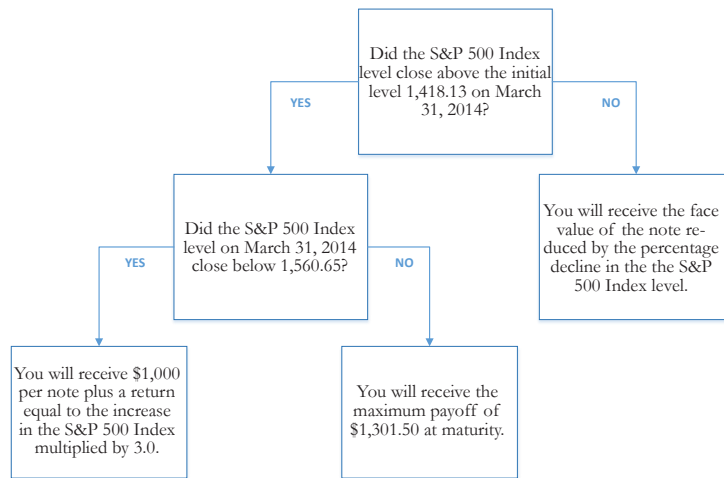 Did the S&P 500 Index
level close above the initial
level 1,418.13 on March
31, 2014?
YES
NO
Did the S&P 500 Index
level on March 31, 2014
close below 1,560.65?
You will receive the face
value of the note re-
duced by the percentage
decline in the the S&P
500 Index level.
YES
NO
You will receive $1,000
per note plus a return
equal to the increase
in the S&P 500 Index
multiplied by 3.0.
You will receive the
maximum payoff of
$1,301.50 at maturity.